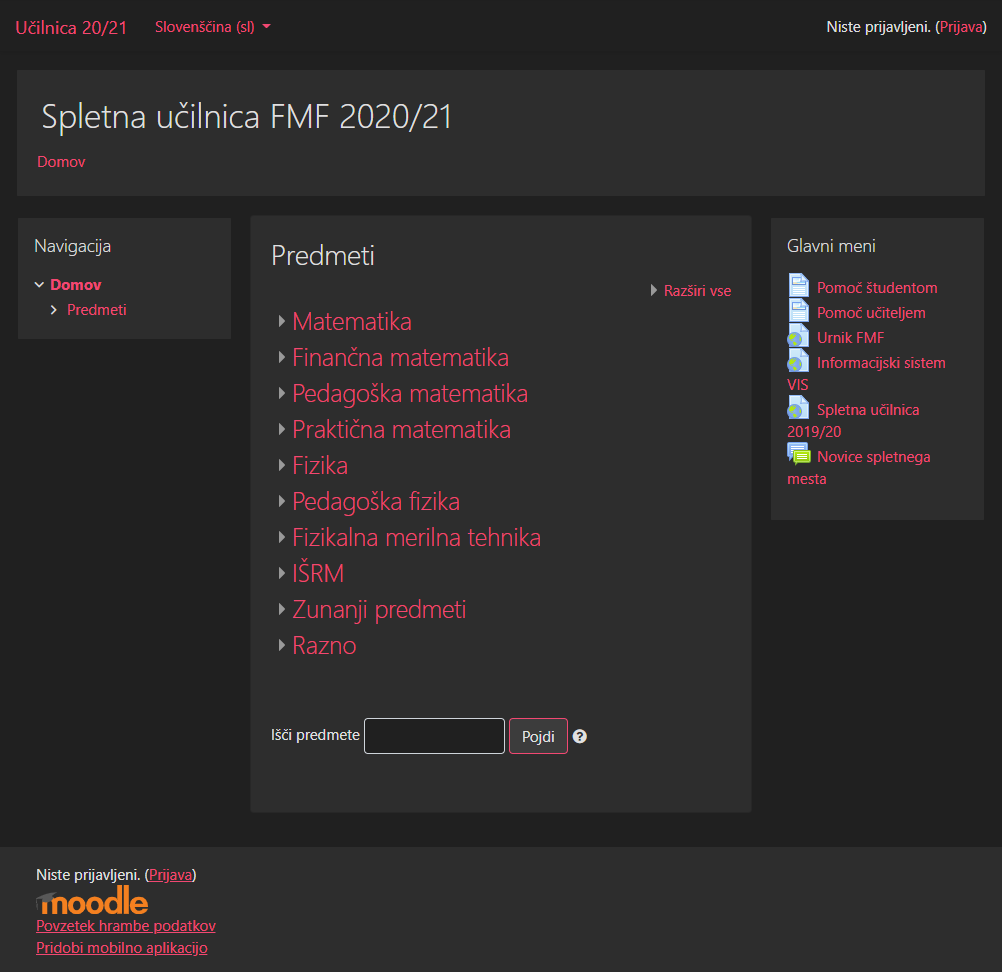 Učilnica 20/21
Slovenščina (sl)
Niste prijavljeni. (Prijava)
Spletna učilnica FMF 2020/21
Domov
Navigacija
Domov
Predmeti
Predmeti
Razširi vse
Matematika
Finančna matematika
Pedagoška matematika
Praktična matematika
Fizika
Pedagoška fizika
Fizikalna merilna tehnika
IŠRM
Zunanji predmeti
Razno
Išči predmete
Pojdi
Glavni meni
Pomoč študentom
Pomoč učiteljem
Urnik FMF
Informacijski sistem
VIS
Spletna učilnica
2019/20
Novice spletnega
mesta
Niste prijavljeni. (Prijava)
moodle
Povzetek hrambe podatkov
Pridobi mobilno aplikacijo